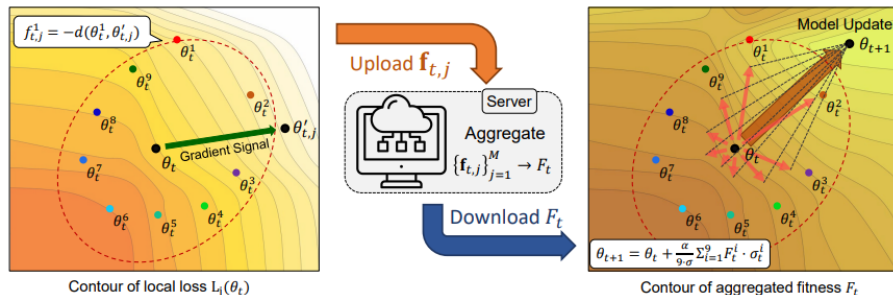 f^1_{t,j} = −d(θ^1_t, θ'_{t,j})
θ^1_t
θ^9_t
θ^2_t
θ^8_t
θ'_{t,j}
Gradient Signal
θ_t
θ^7_t
θ^3_t
θ^6_t
θ^5_t
θ^4_t
Contour of local loss L_j(θ_t)
Upload f_{t,j}
Server
Aggregate
{f_{t,j}}^M_{j=1} → F_t
Download F_t
Model Update
θ_{t+1}
θ^1_t
θ^9_t
θ^2_t
θ^8_t
θ_t
θ^7_t
θ^3_t
θ^6_t
θ^5_t
θ^4_t
θ_{t+1} = θ_t + \frac{α}{9·σ} Σ^9_{i=1} F^i_t · σ^i_t
Contour of aggregated fitness F_t